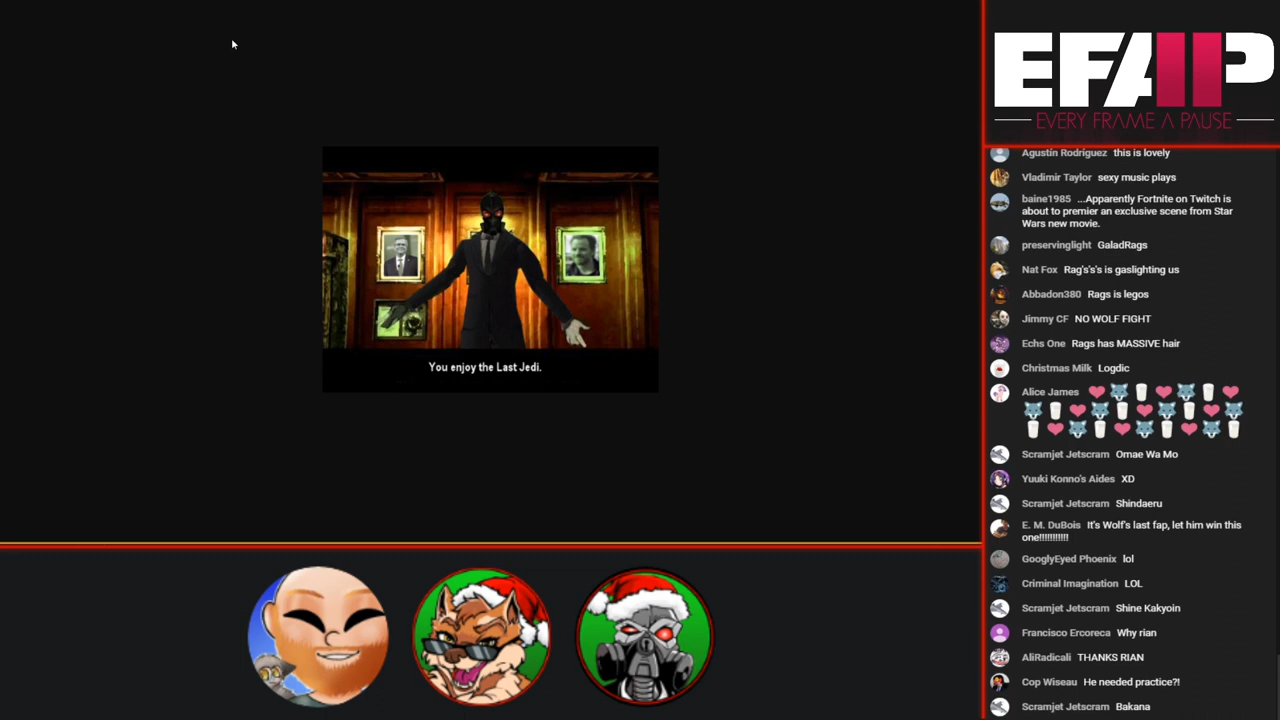 EFAP
EVERY FRAME A PAUSE
You enjoy the Last Jedi.
Agustín Rodríguez this is lovely
Vladimir Taylor sexy music plays
baine1985 ...Apparently Fortnite on Twitch is
about to premier an exclusive scene from Star
Wars new movie.
preservinglight GaladRags
Nat Fox Rag's's's is gaslighting us
Abbadon380 Rags is legos
Jimmy CF NO WOLF FIGHT
Echs One Rags has MASSIVE hair
Christmas Milk Logdic
Alice James
Scramjet Jetscram Omae Wa Mo
Yuuki Konno's Aides XD
Scramjet Jetscram Shindaeru
E. M. DuBois It's Wolf's last fap, let him win this
one!!!!!!!!!!!
GooglyEyed Phoenix lol
Criminal Imagination LOL
Scramjet Jetscram Shine Kakyoin
Francisco Ercoreca Why rian
AliRadicali THANKS RIAN
Cop Wiseau He needed practice?!
Scramjet Jetscram Bakana